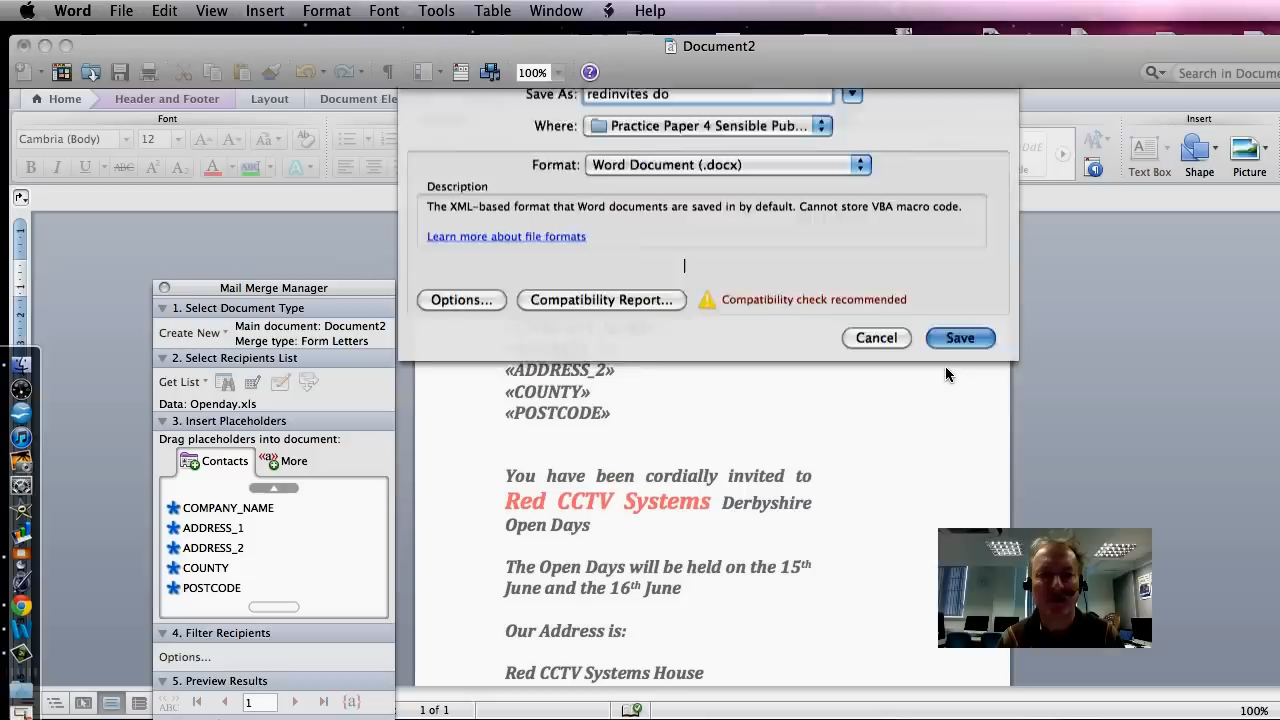 Word File Edit View Insert Format Font Tools Table Window Help
Document2
100%
Search in Docume
Home Header and Footer Layout Document Ele
Font
Insert
Cambria (Body) 12
B I U ABC
Text Box Shape Picture
Save As: redinvites do
Where: Practice Paper 4 Sensible Pub...
Format: Word Document (.docx)
Description
The XML-based format that Word documents are saved in by default. Cannot store VBA macro code.
Learn more about file formats
Options... Compatibility Report... Compatibility check recommended
Cancel Save
Mail Merge Manager
1. Select Document Type
Create New Main document: Document2
Merge type: Form Letters
2. Select Recipients List
Get List
Data: Openday.xls
3. Insert Placeholders
Drag placeholders into document:
Contacts More
COMPANY_NAME
ADDRESS_1
ADDRESS_2
COUNTY
POSTCODE
4. Filter Recipients
Options...
5. Preview Results
ABC 1
«ADDRESS_2»
«COUNTY»
«POSTCODE»
You have been cordially invited to
Red CCTV Systems Derbyshire
Open Days
The Open Days will be held on the 15th
June and the 16th June
Our Address is:
Red CCTV Systems House
1 of 1
100%